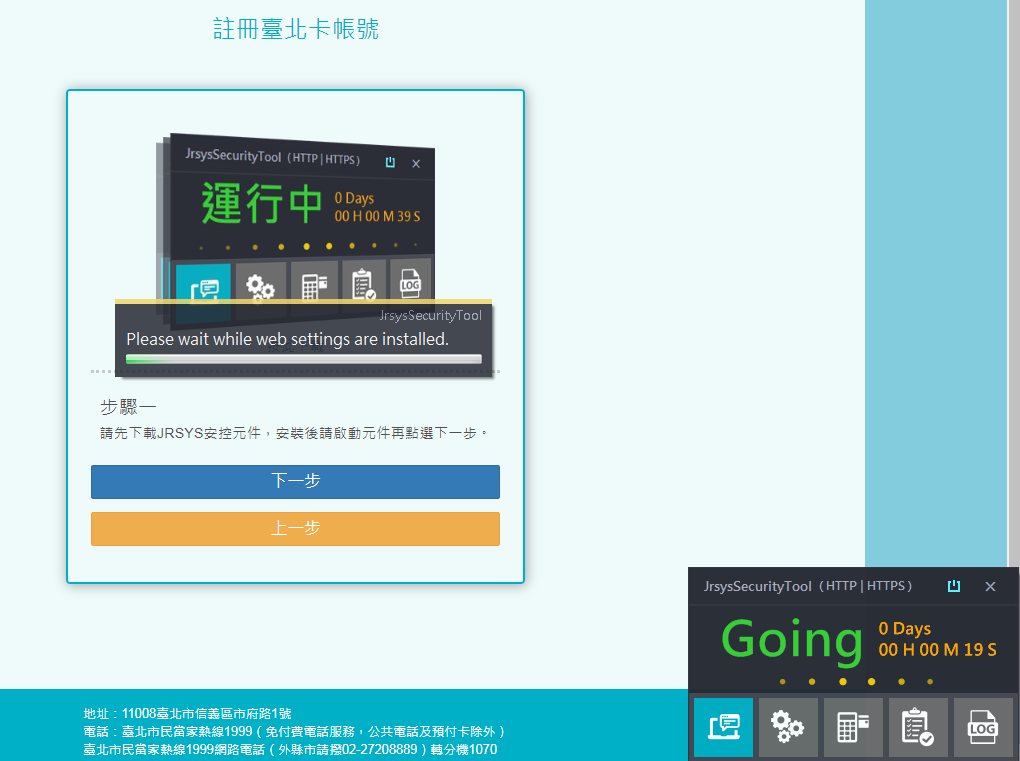 註冊臺北卡帳號
JrsysSecurityTool ( HTTP | HTTPS )
運行中
0 Days
00 H 00 M 39 S
LOG
JrsysSecurityTool
Please wait while web settings are installed.
步驟一
請先下載JRSYS安控元件，安裝後請啟動元件再點選下一步。
下一步
上一步
JrsysSecurityTool ( HTTP | HTTPS )
Going
0 Days
00 H 00 M 19 S
LOG
地址：11008臺北市信義區市府路1號
電話：臺北市民當家熱線1999（免付費電話服務，公共電話及預付卡除外）
臺北市民當家熱線1999網路電話（外縣市請撥02-27208889）轉分機1070